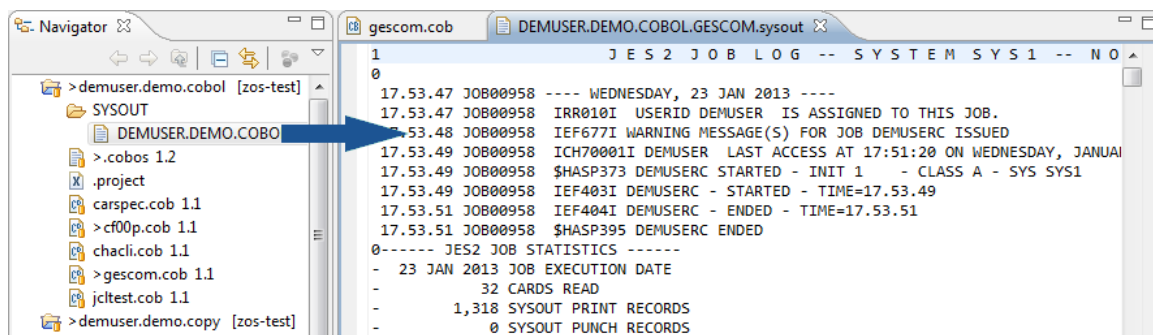 Navigator
>demuser.demo.cobol [zos-test]
SYSOUT
DEMUSER.DEMO.COBO
>.cobos 1.2
.project
carspec.cob 1.1
>cf00p.cob 1.1
chacli.cob 1.1
>gescom.cob 1.1
jcltest.cob 1.1
>demuser.demo.copy [zos-test]
gescom.cob
DEMUSER.DEMO.COBOL.GESCOM.sysout
1 J E S 2 J O B L O G -- S Y S T E M S Y S 1 -- N O
0
17.53.47 JOB00958 ---- WEDNESDAY, 23 JAN 2013 ----
17.53.47 JOB00958 IRR010I USERID DEMUSER IS ASSIGNED TO THIS JOB.
.53.48 JOB00958 IEF677I WARNING MESSAGE(S) FOR JOB DEMUSERC ISSUED
17.53.49 JOB00958 ICH70001I DEMUSER LAST ACCESS AT 17:51:20 ON WEDNESDAY, JANUA
17.53.49 JOB00958 $HASP373 DEMUSERC STARTED - INIT 1 - CLASS A - SYS SYS1
17.53.49 JOB00958 IEF403I DEMUSERC - STARTED - TIME=17.53.49
17.53.51 JOB00958 IEF404I DEMUSERC - ENDED - TIME=17.53.51
17.53.51 JOB00958 $HASP395 DEMUSERC ENDED
0------ JES2 JOB STATISTICS ------
- 23 JAN 2013 JOB EXECUTION DATE
- 32 CARDS READ
- 1,318 SYSOUT PRINT RECORDS
- 0 SYSOUT PUNCH RECORDS